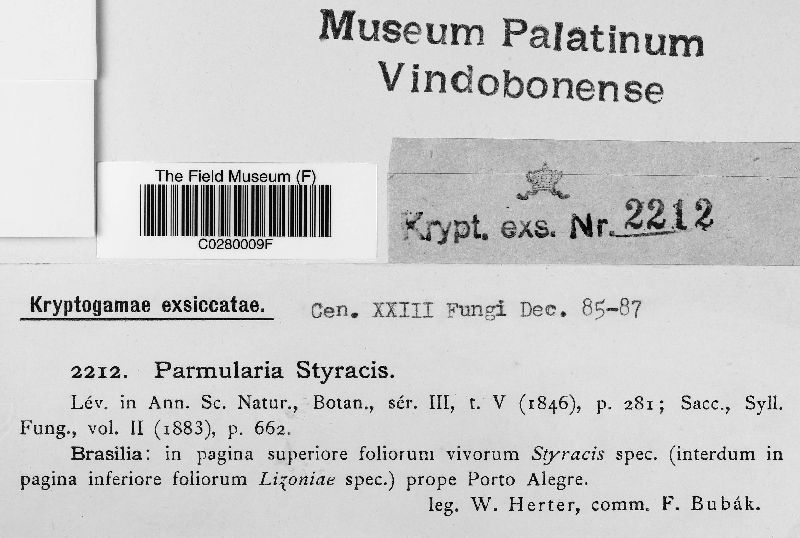 Museum Palatinum
Vindobonense
The Field Museum (F)
C0280009F
Krypt. exs. Nr. 2212
Kryptogamae exsiccatae.
Cen. XXIII Fungi Dec. 85-87
2212. Parmularia Styracis.
Lév. in Ann. Sc. Natur., Botan., sér. III, t. V (1846), p. 281; Sacc., Syll.
Fung., vol. II (1883), p. 662.
Brasilia: in pagina superiore foliorum vivorum Styracis spec. (interdum in
pagina inferiore foliorum Lizoniae spec.) prope Porto Alegre.
leg. W. Herter, comm. F. Bubák.